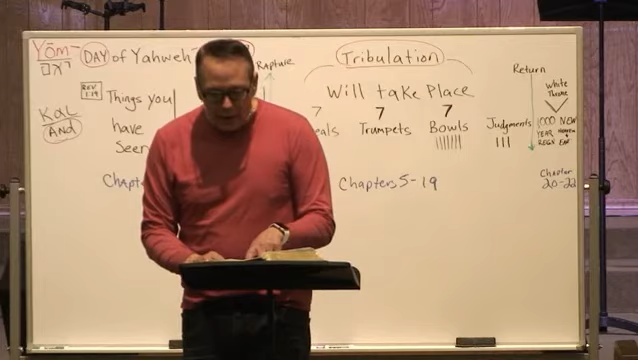 YŌM- DAY of Yahweh-
RAPTURE
Tribulation
Return
REV
1:19
Things you
have
Seen
Will take Place
7
7
7
Trumpets
Bowls
Judgments
White
Throne
1000 NEW
YEAR
REIGN
KAL
AND
Chapters 5-19
Chapter
20-22